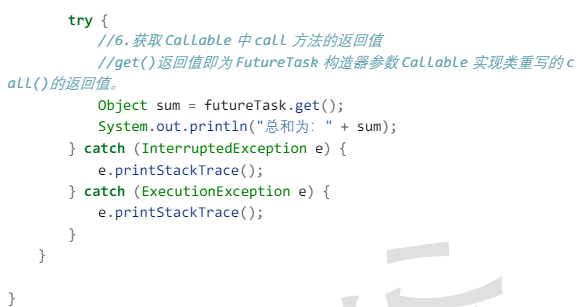 try {
//6.获取 Callable 中 call 方法的返回值
//get()返回值即为 FutureTask 构造器参数 Callable 实现类重写的 c
all()的返回值。
Object sum = futureTask.get();
System.out.println("总和为：" + sum);
} catch (InterruptedException e) {
e.printStackTrace();
} catch (ExecutionException e) {
e.printStackTrace();
}
}
}